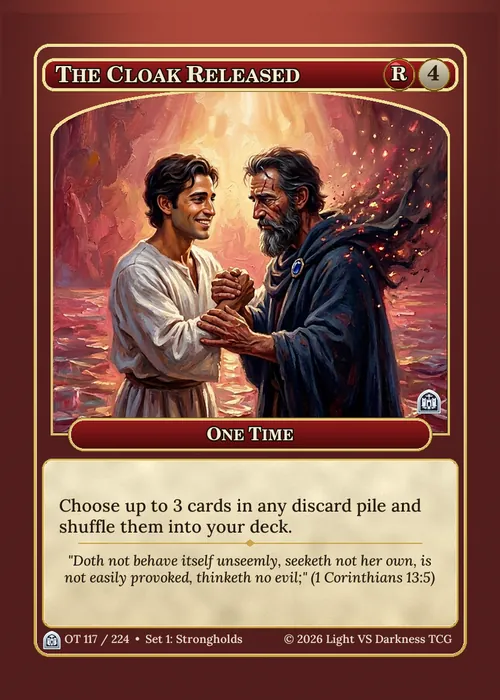 The Cloak Released R 4
One Time
Choose up to 3 cards in any discard pile and
shuffle them into your deck.
"Doth not behave itself unseemly, seeketh not her own, is
not easily provoked, thinketh no evil;" (1 Corinthians 13:5)
OT 117 / 224 • Set 1: Strongholds © 2026 Light VS Darkness TCG